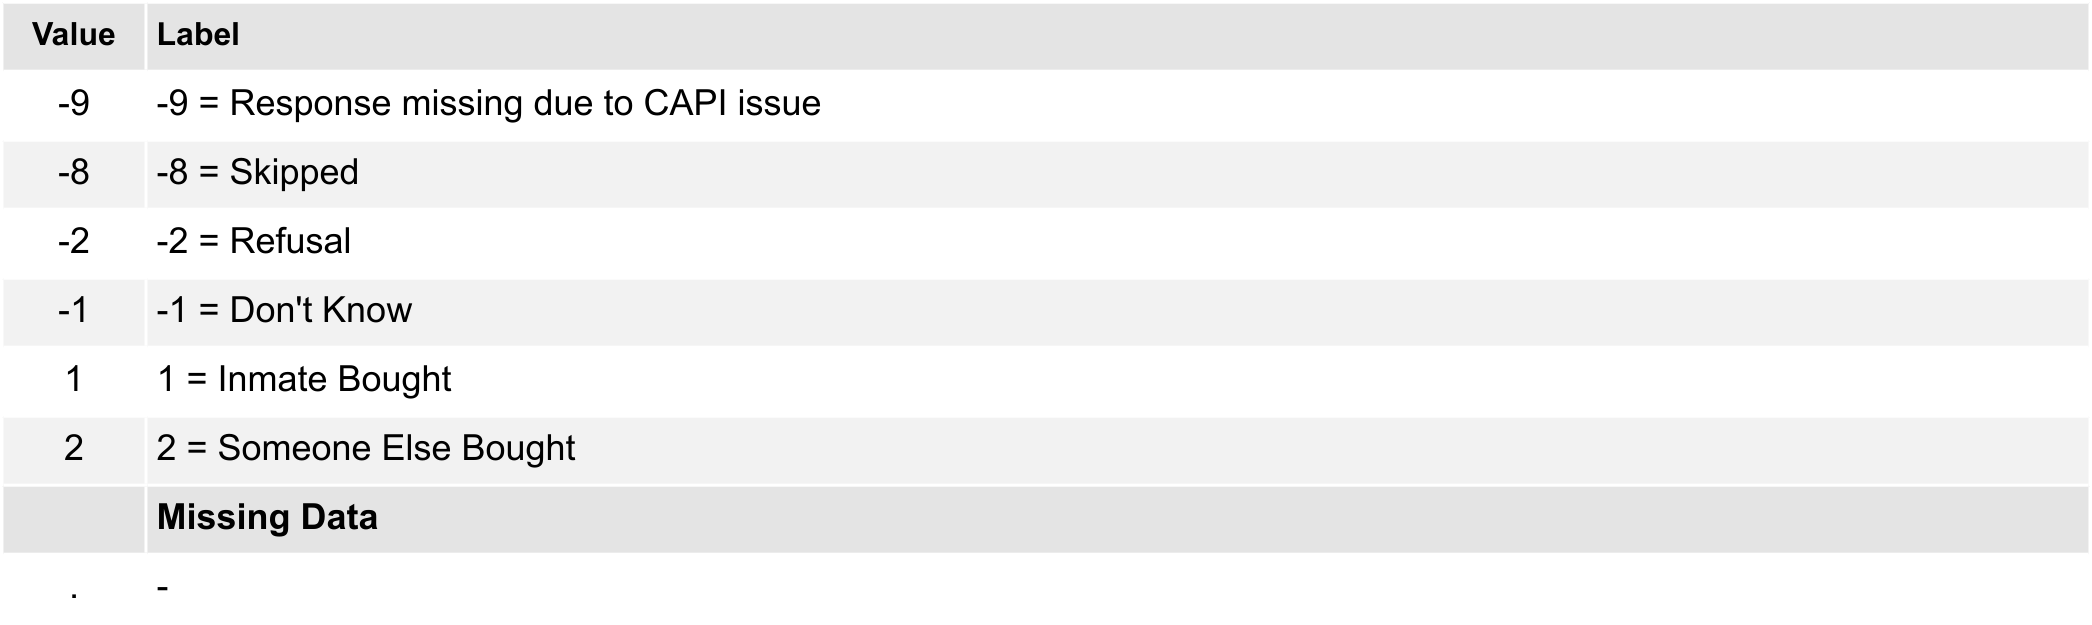 Value Label
-9 -9 = Response missing due to CAPI issue
-8 -8 = Skipped
-2 -2 = Refusal
-1 -1 = Don't Know
1 1 = Inmate Bought
2 2 = Someone Else Bought
Missing Data
. -